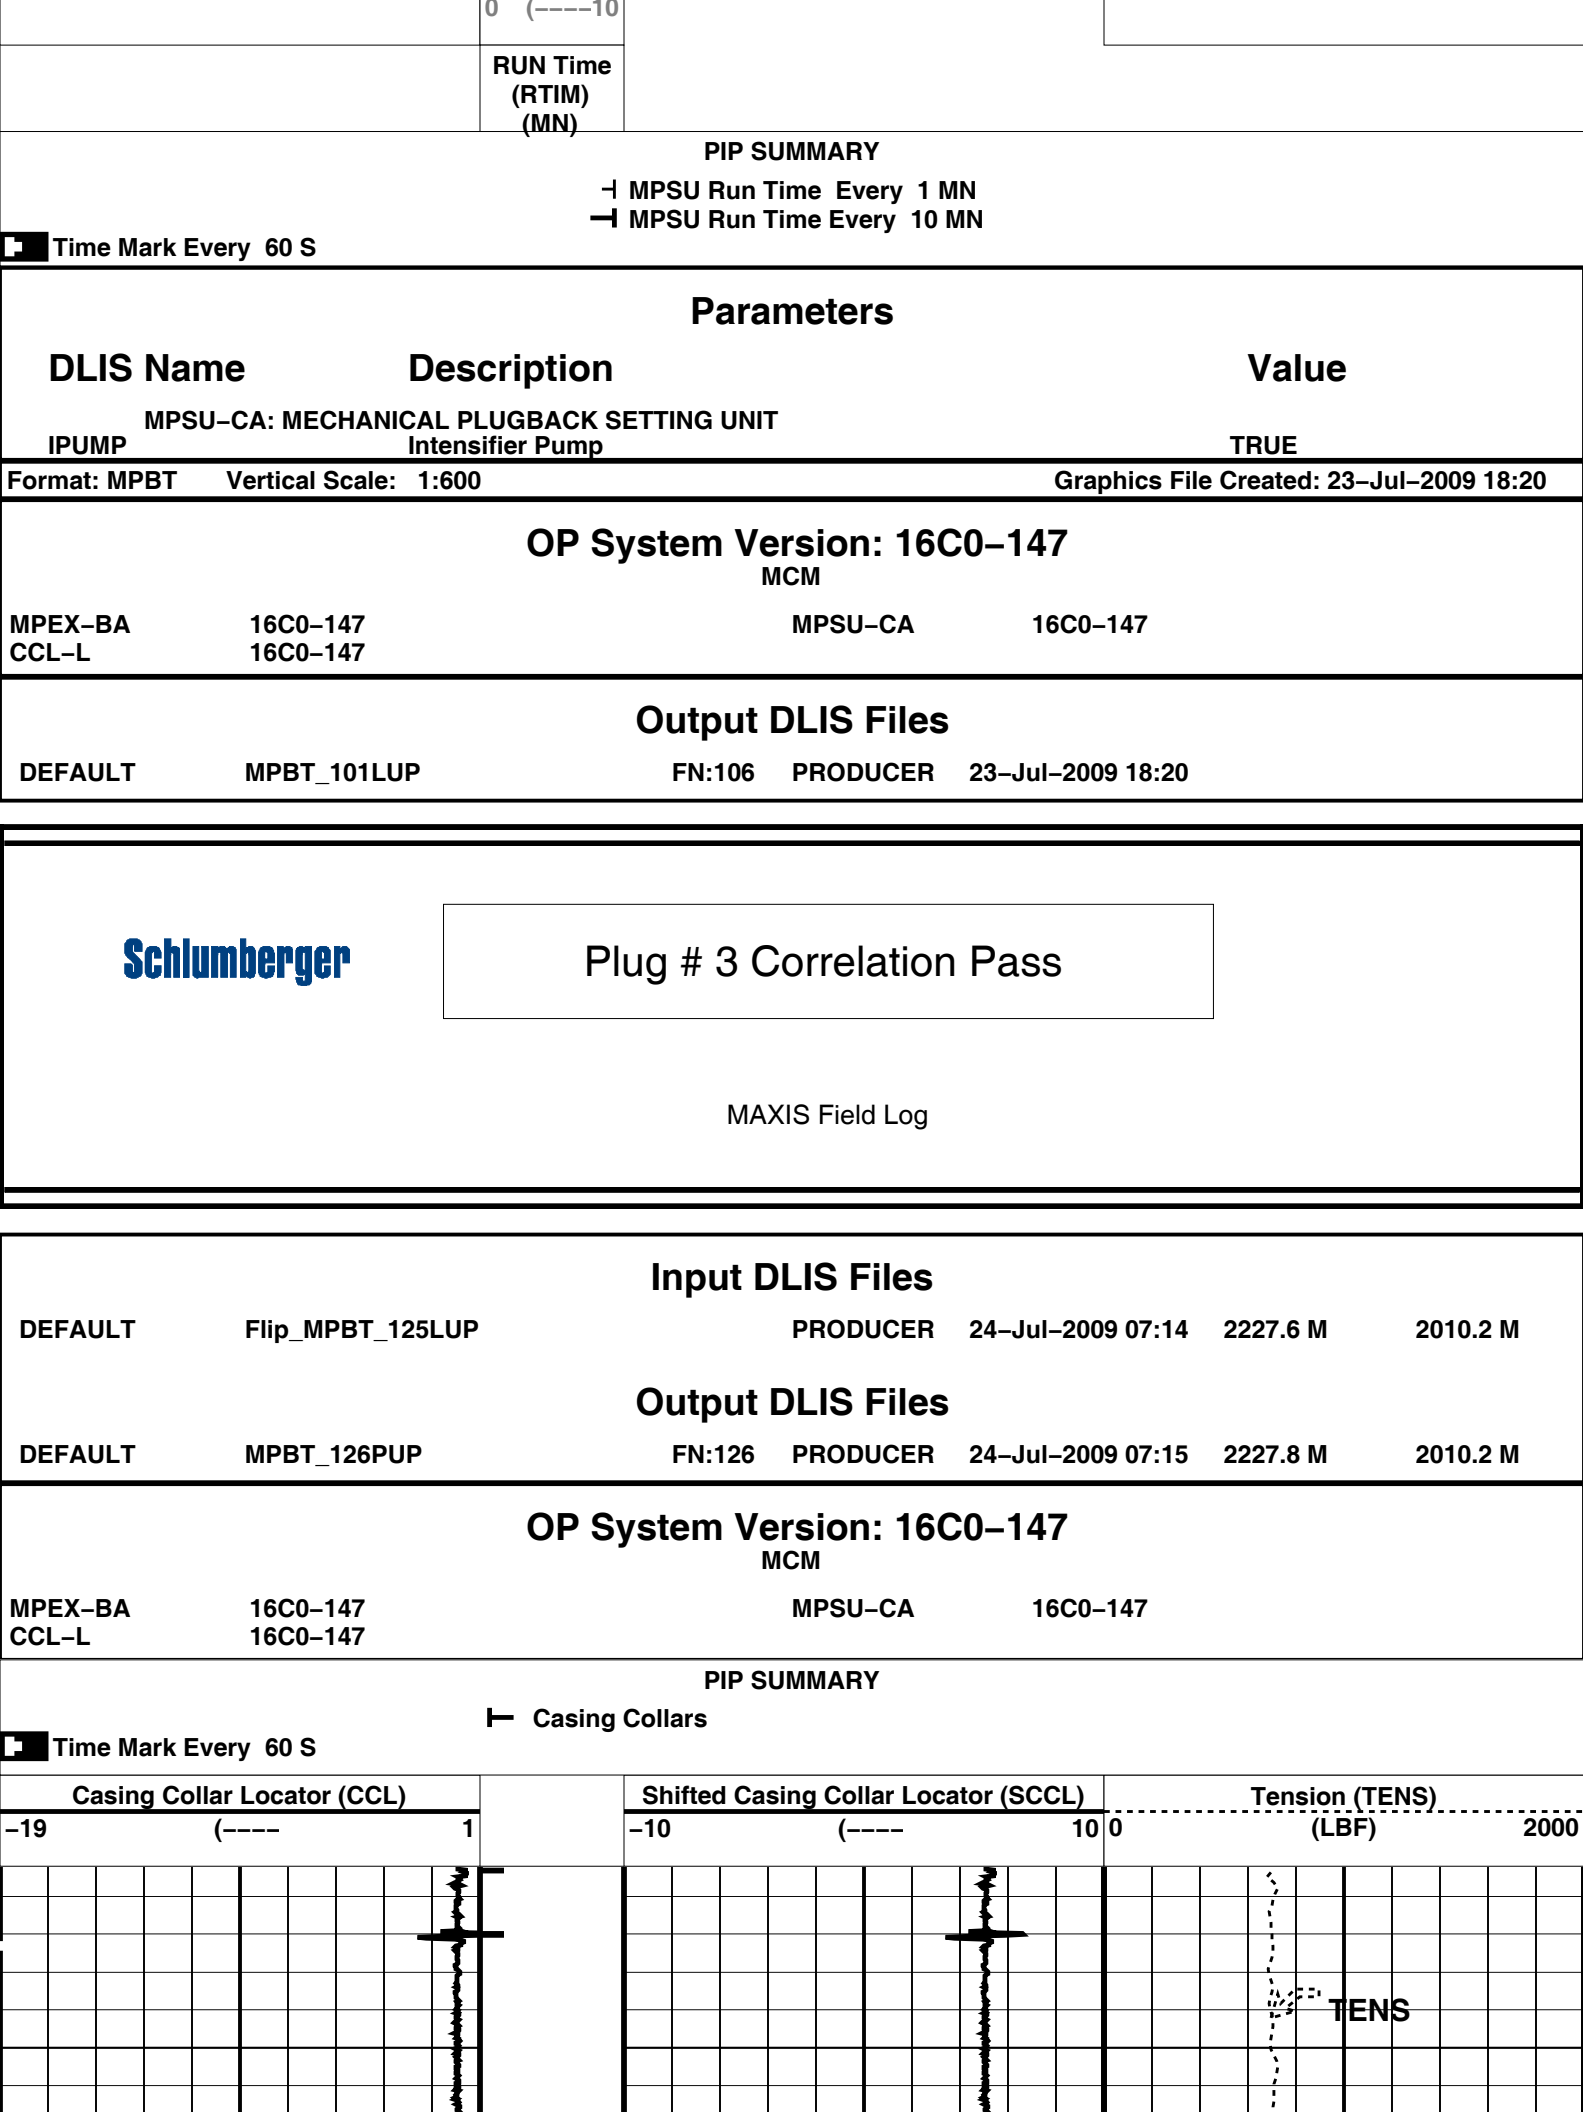 0 (----10
RUN Time
(RTIM)
(MN)
PIP SUMMARY
MPSU Run Time Every 1 MN
MPSU Run Time Every 10 MN
Time Mark Every 60 S
Parameters
DLIS Name Description Value
MPSU-CA: MECHANICAL PLUGBACK SETTING UNIT
IPUMP Intensifier Pump TRUE
Format: MPBT Vertical Scale: 1:600 Graphics File Created: 23-Jul-2009 18:20
OP System Version: 16C0-147
MCM
MPEX-BA 16C0-147 MPSU-CA 16C0-147
CCL-L 16C0-147
Output DLIS Files
DEFAULT MPBT_101LUP FN:106 PRODUCER 23-Jul-2009 18:20
Schlumberger
Plug # 3 Correlation Pass
MAXIS Field Log
Input DLIS Files
DEFAULT Flip_MPBT_125LUP PRODUCER 24-Jul-2009 07:14 2227.6 M 2010.2 M
Output DLIS Files
DEFAULT MPBT_126PUP FN:126 PRODUCER 24-Jul-2009 07:15 2227.8 M 2010.2 M
OP System Version: 16C0-147
MCM
MPEX-BA 16C0-147 MPSU-CA 16C0-147
CCL-L 16C0-147
PIP SUMMARY
Casing Collars
Time Mark Every 60 S
Casing Collar Locator (CCL) Shifted Casing Collar Locator (SCCL) Tension (TENS)
-19 (---- 1 -10 (---- 10 0 (LBF) 2000
TENS